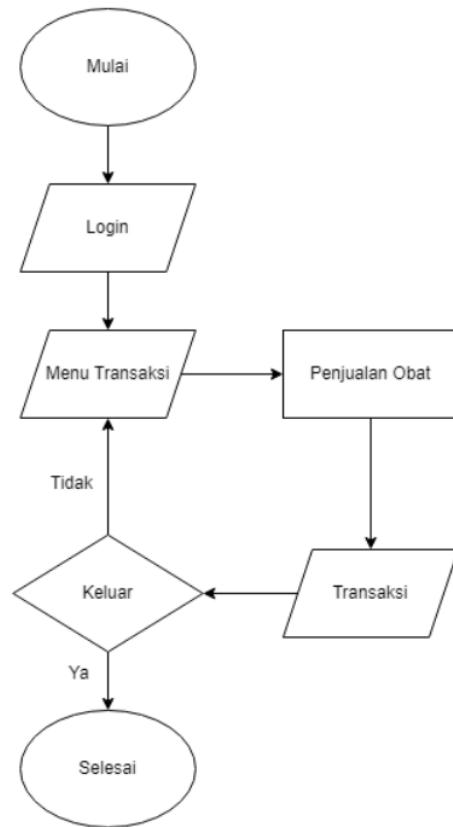 Mulai
Login
Menu Transaksi
Penjualan Obat
Tidak
Keluar
Transaksi
Ya
Selesai